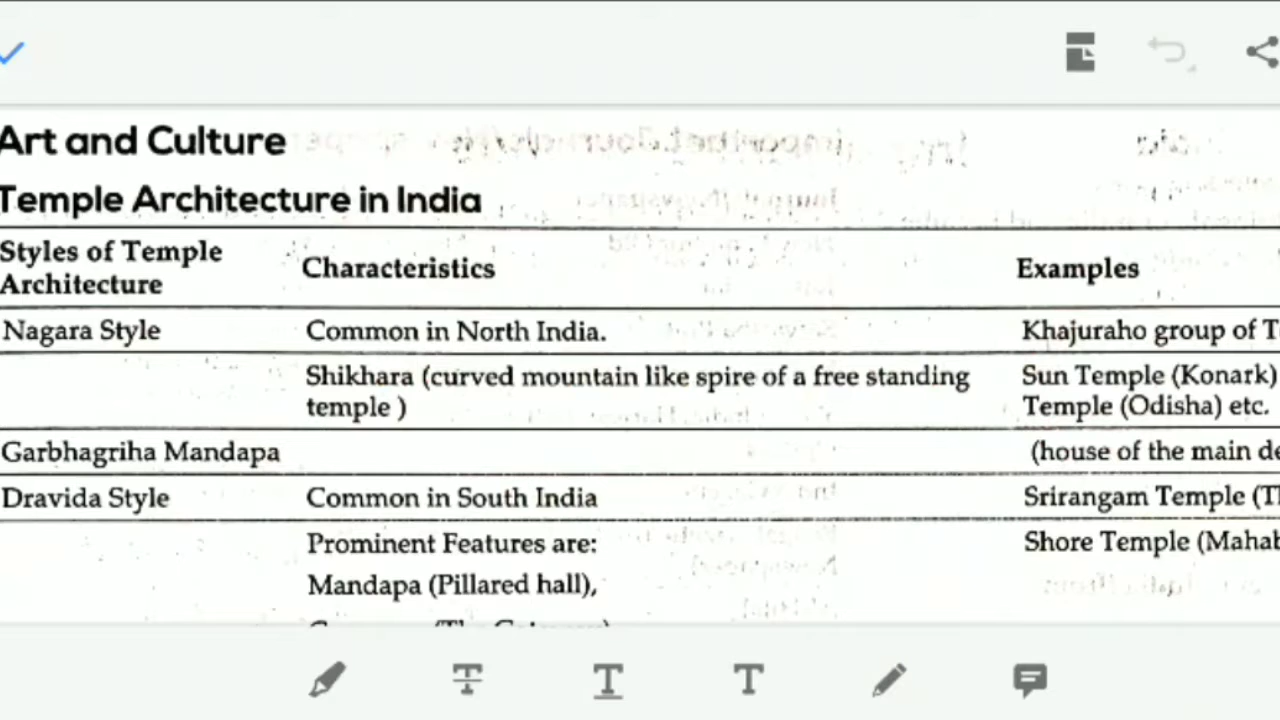 Art and Culture
Temple Architecture in India
Styles of Temple
Architecture
Characteristics
Examples
Nagara Style
Common in North India.
Khajuraho group of
Shikhara (curved mountain like spire of a free standing
temple )
Sun Temple (Konark)
Temple (Odisha) etc.
Garbhagriha Mandapa
(house of the main
Dravida Style
Common in South India
Srirangam Temple
Prominent Features are:
Shore Temple
Mandapa (Pillared hall),